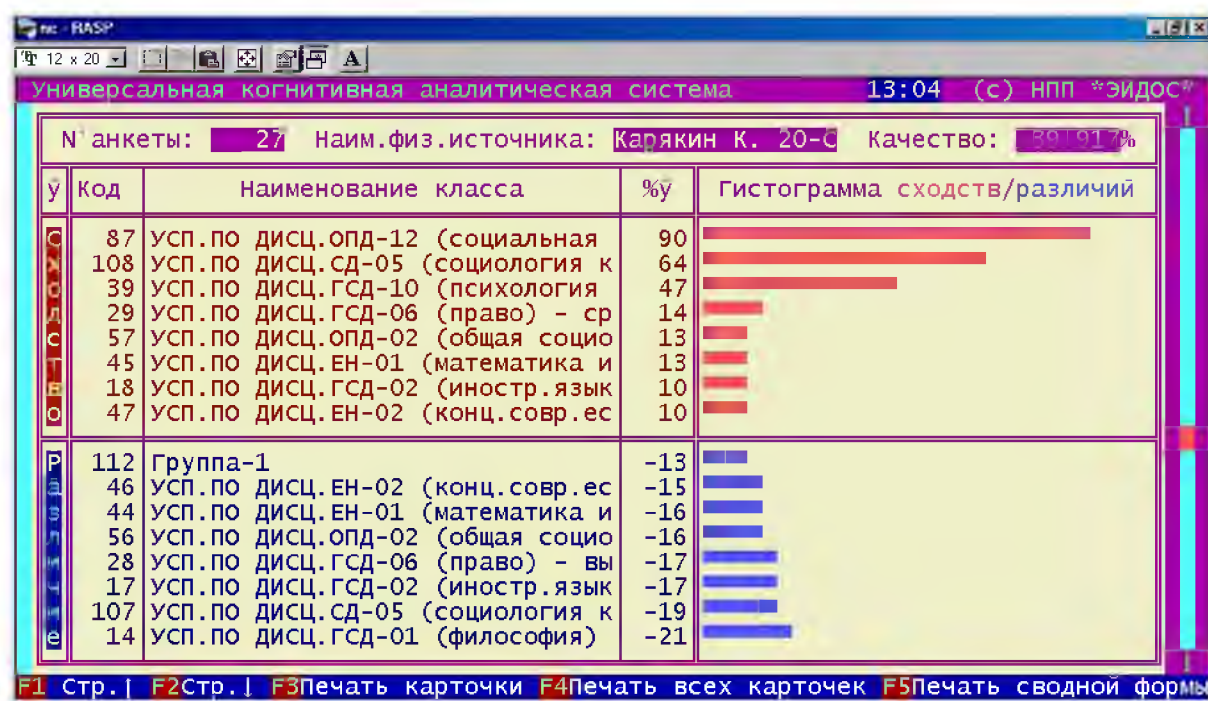 пс - RASP
12 x 20 A
Универсальная когнитивная аналитическая система 13:04 (c) НПП *ЭЙДОС*
N°анкеты: 27 Наим.физ.источника: Карякин К. 20-С Качество: %
У Код Наименование класса %У Гистограмма сходств/различий
Сходство
87 УСП.ПО ДИСЦ.ОПД-12 (социальная 90
108 УСП.ПО ДИСЦ.СД-05 (социология к 64
39 УСП.ПО ДИСЦ.ГСД-10 (психология 47
29 УСП.ПО ДИСЦ.ГСД-06 (право) - ср 14
57 УСП.ПО ДИСЦ.ОПД-02 (общая социо 13
45 УСП.ПО ДИСЦ.ЕН-01 (математика и 13
18 УСП.ПО ДИСЦ.ГСД-02 (иностр.язык 10
47 УСП.ПО ДИСЦ.ЕН-02 (конц.совр.ес 10
Различие
112 Группа-1 -13
46 УСП.ПО ДИСЦ.ЕН-02 (конц.совр.ес -15
44 УСП.ПО ДИСЦ.ЕН-01 (математика и -16
56 УСП.ПО ДИСЦ.ОПД-02 (общая социо -16
28 УСП.ПО ДИСЦ.ГСД-06 (право) - вы -17
17 УСП.ПО ДИСЦ.ГСД-02 (иностр.язык -17
107 УСП.ПО ДИСЦ.СД-05 (социология к -19
14 УСП.ПО ДИСЦ.ГСД-01 (философия) -21
F1 Стр.↑ F2Стр.↓ F3Печать карточки F4Печать всех карточек F5Печать сводной формы